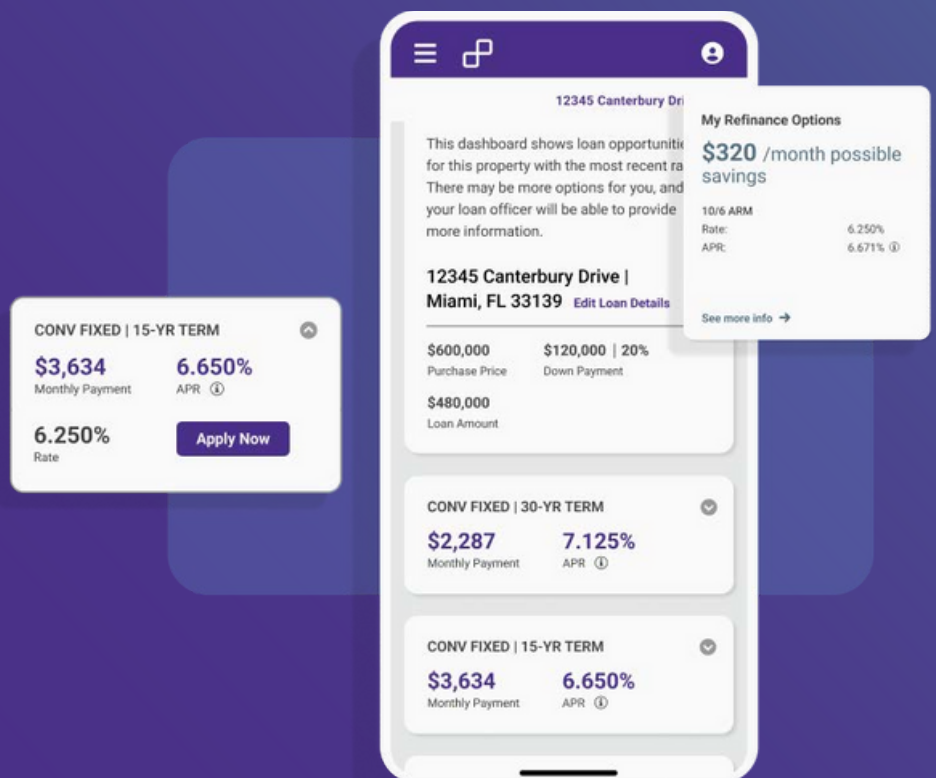 12345 Canterbury
This dashboard shows loan
for this property with the most recent
There may be more options for you, and
your loan officer will be able to provide
more information.
12345 Canterbury Drive |
Miami, FL 33139 Edit Loan Details
$600,000 $120,000 | 20%
Purchase Price Down Payment
$480,000
Loan Amount
My Refinance Options
$320 /month possible
savings
10/6 ARM
Rate: 6.250%
APR: 6.671%
See more info
CONV FIXED | 15-YR TERM
$3,634 6.650%
Monthly Payment APR
6.250% Apply Now
Rate
CONV FIXED | 30-YR TERM
$2,287 7.125%
Monthly Payment APR
CONV FIXED | 15-YR TERM
$3,634 6.650%
Monthly Payment APR